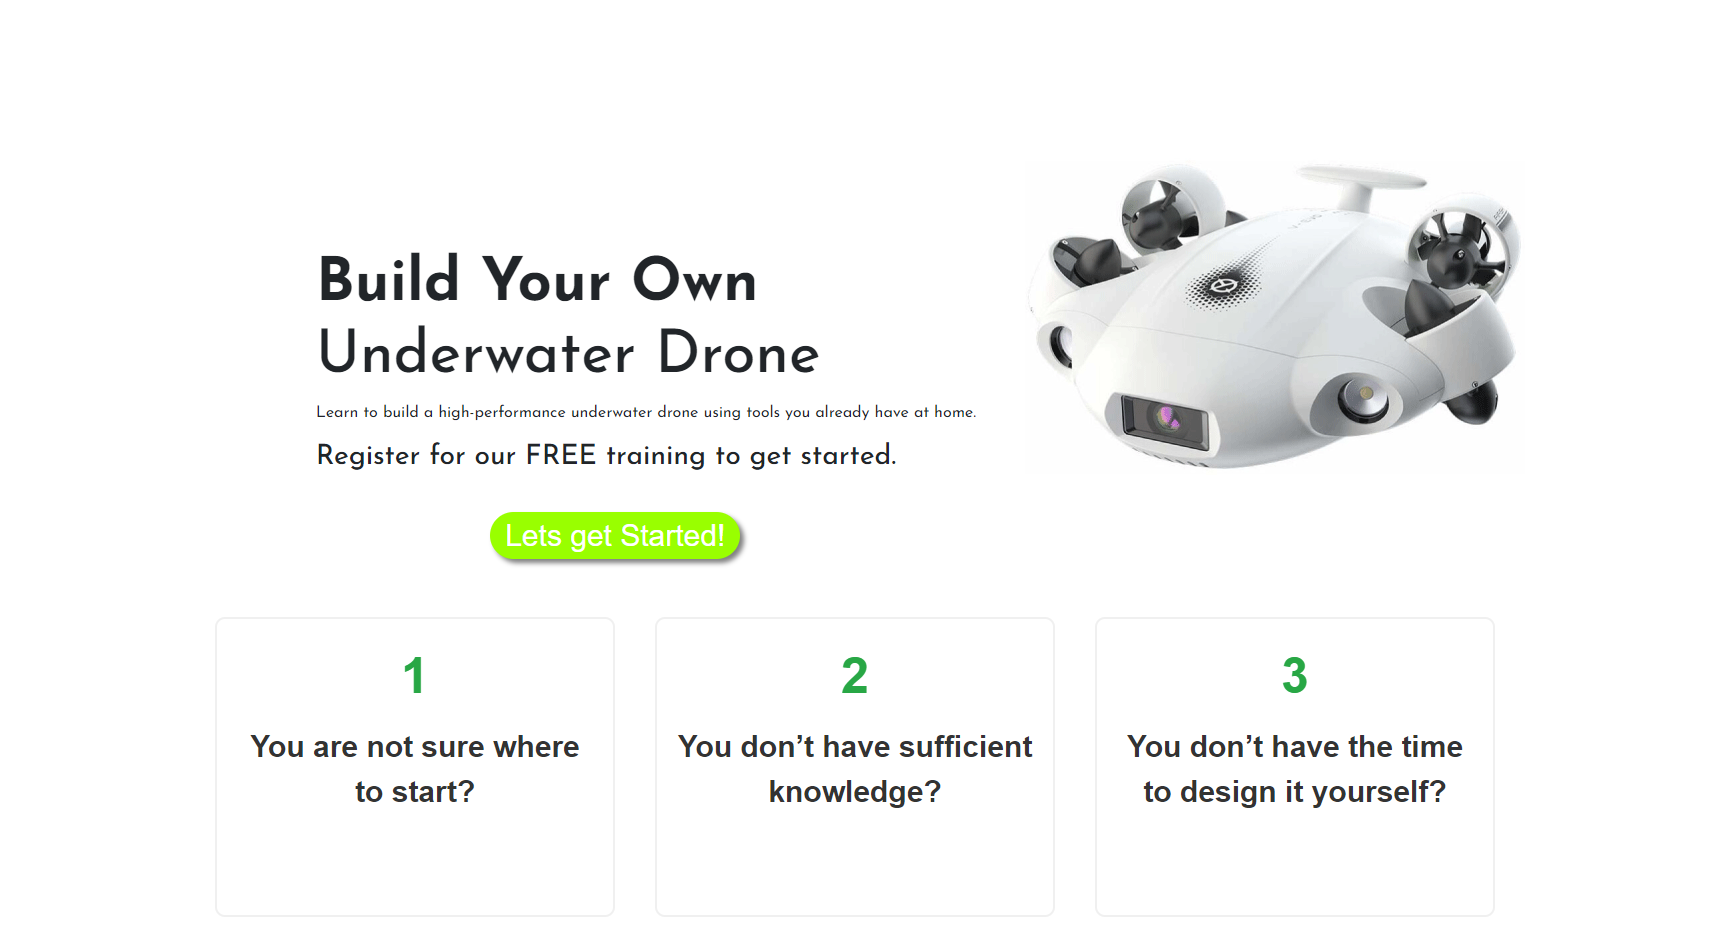 Build Your Own
Underwater Drone
Learn to build a high-performance underwater drone using tools you already have at home.
Register for our FREE training to get started.
Lets get Started!
1
You are not sure where
to start?
2
You don’t have sufficient
knowledge?
3
You don’t have the time
to design it yourself?